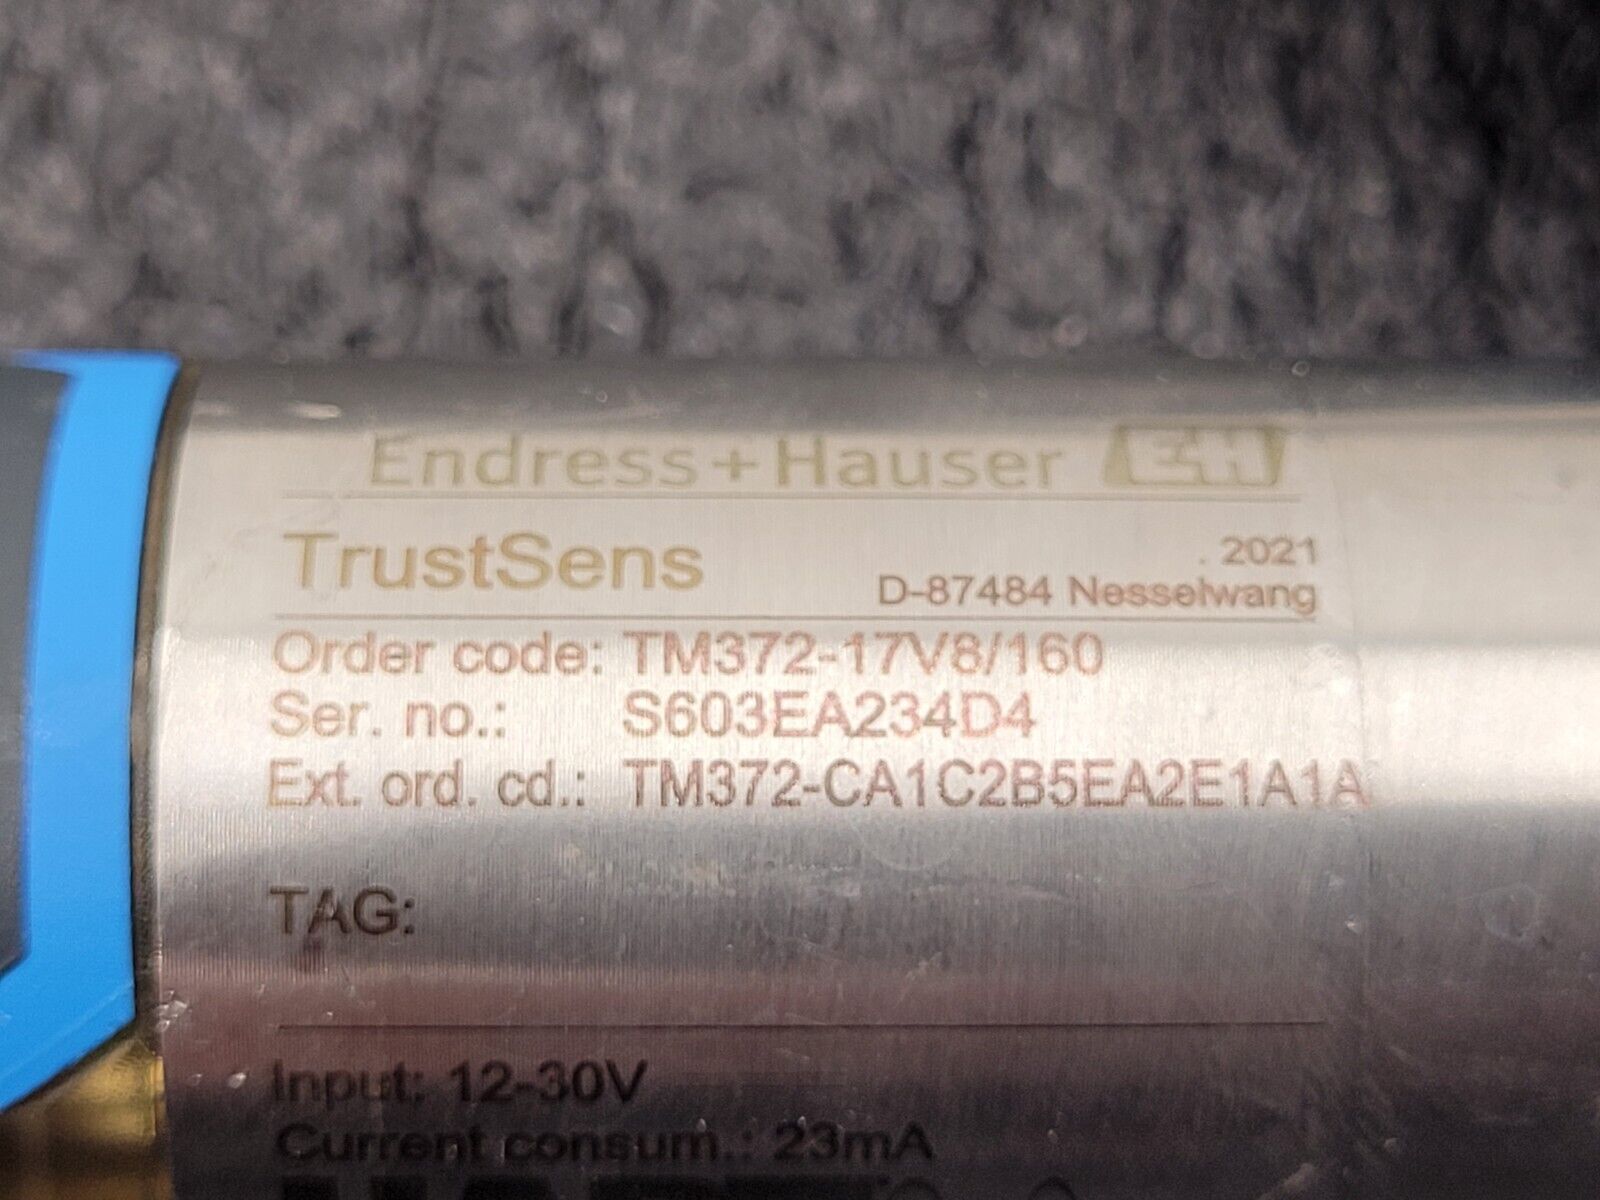 Endress+Hauser EH
TrustSens
. 2021
D-87484 Nesselwang
Order code: TM372-17V8/160
Ser. no.: S603EA234D4
Ext. ord. cd.: TM372-CA1C2B5EA2E1A1A
TAG:
Input: 12-30V
Current consum.: 23mA